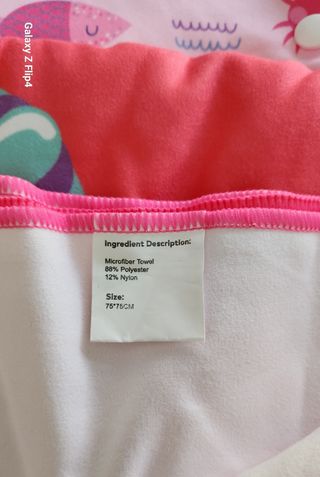 Galaxy Z Flip4
Ingredient Description:
Microfiber Towel
88% Polyester
12% Nylon
Size:
75*75CM